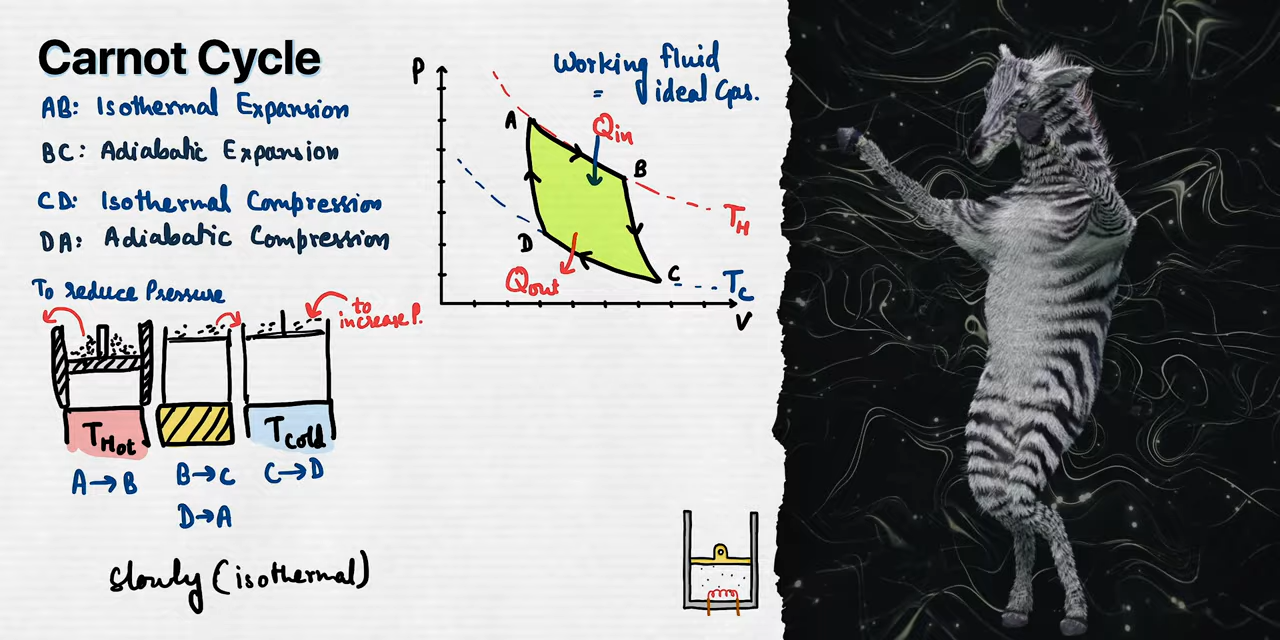 Carnot Cycle
AB: Isothermal Expansion
BC: Adiabatic Expansion
CD: Isothermal Compression
DA: Adiabatic Compression
To reduce Pressure
to
increase P.
THot
TCold
A→B
B→C
C→D
D→A
Slowly (isothermal)
P
Working fluid
= ideal Gas.
A
Qin
B
TH
D
Qout
C
TC
V